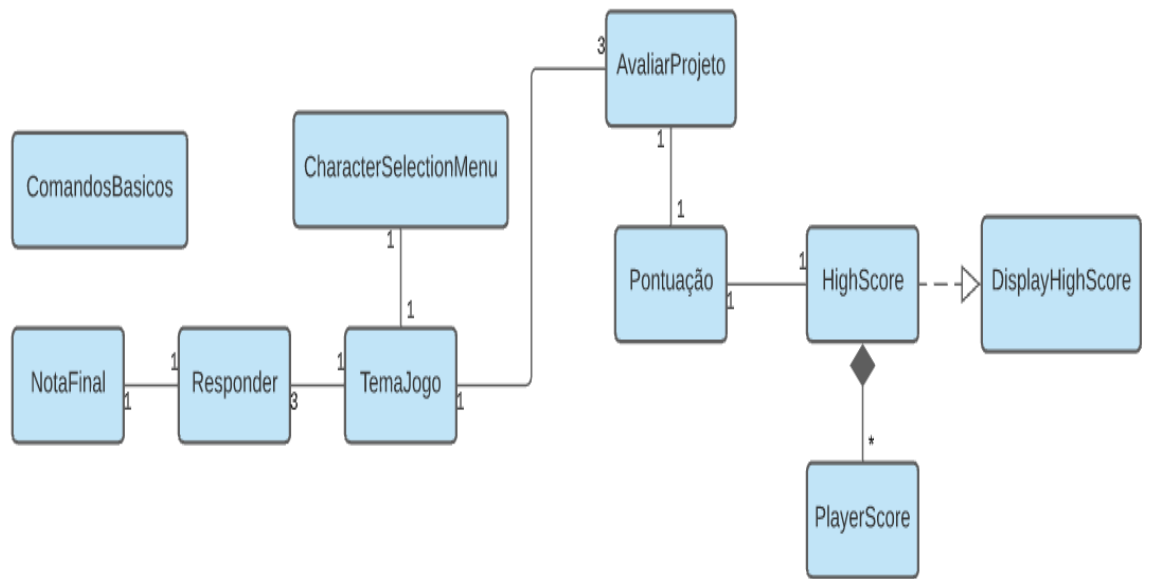 3
AvaliarProjeto
1
CharacterSelectionMenu
ComandosBasicos
1
1
1
Pontuação
1
1
HighScore
DisplayHighScore
1
NotaFinal
1
1
Responder
3
1
TemaJogo
1
*
PlayerScore